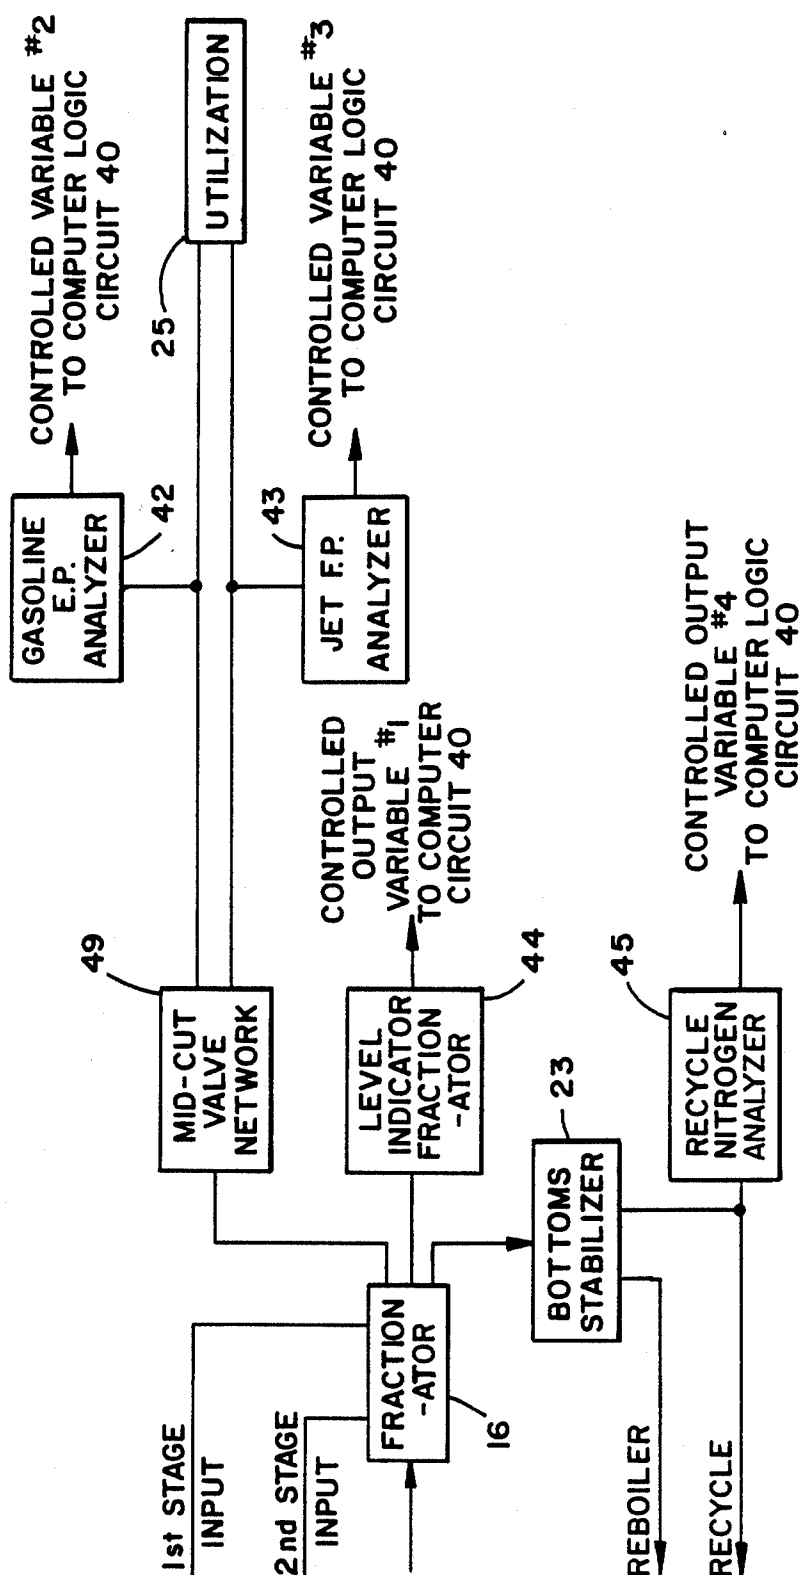 CONTROLLED VARIABLE #2
TO COMPUTER LOGIC
CIRCUIT 40
GASOLINE
E.P.
ANALYZER
42
UTILIZATION
25
CONTROLLED VARIABLE #3
TO COMPUTER LOGIC
CIRCUIT 40
43
JET F.P.
ANALYZER
49
MID-CUT
VALVE
NETWORK
CONTROLLED
OUTPUT
VARIABLE #1
TO COMPUTER
CIRCUIT 40
LEVEL
INDICATOR
FRACTION
-ATOR
44
1st STAGE
INPUT
2nd STAGE
INPUT
FRACTION
-ATOR
16
BOTTOMS
STABILIZER
23
45
RECYCLE
NITROGEN
ANALYZER
CONTROLLED OUTPUT
VARIABLE #4
TO COMPUTER LOGIC
CIRCUIT 40
REBOILER
RECYCLE